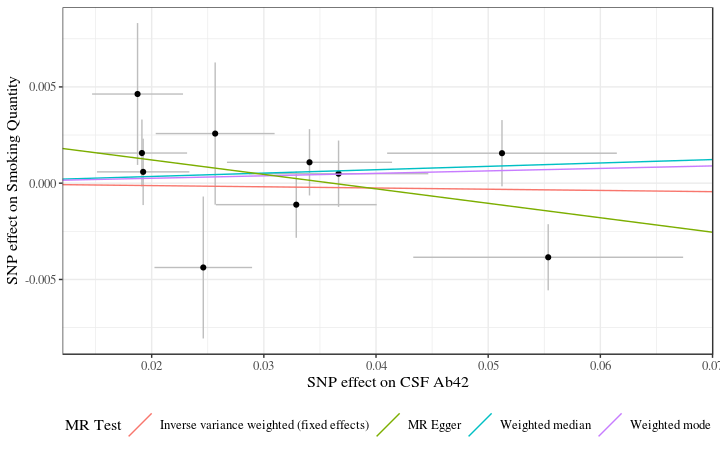 SNP effect on Smoking Quantity
0.005
0.000
-0.005
0.02 0.03 0.04 0.05 0.06 0.07
SNP effect on CSF Ab42
MR Test Inverse variance weighted (fixed effects) MR Egger Weighted median Weighted mode